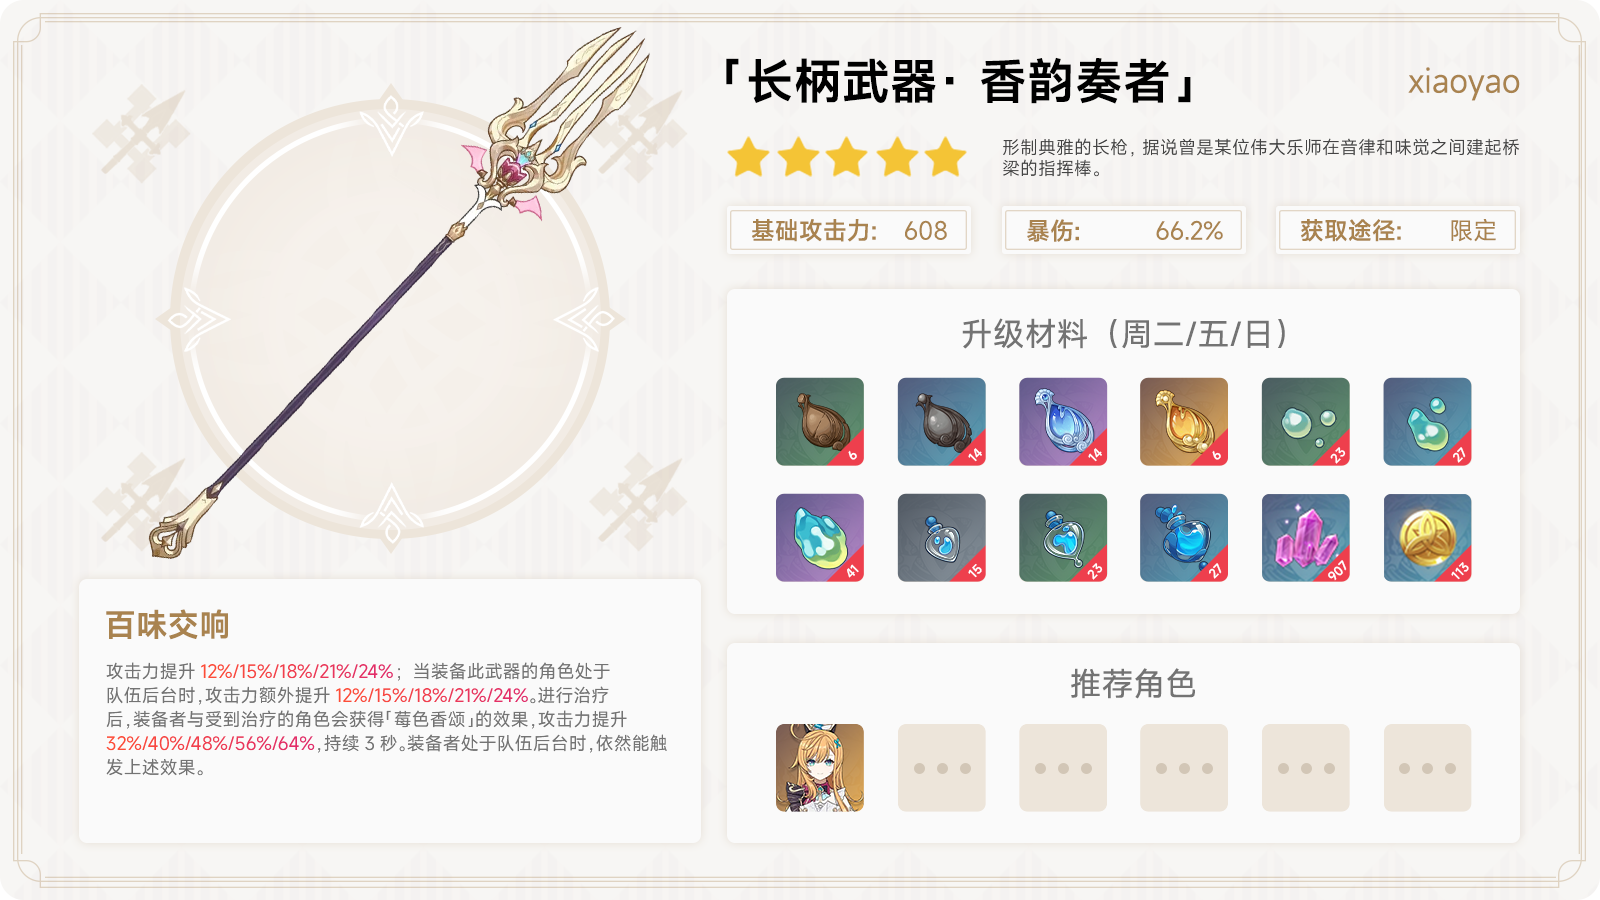 「长柄武器· 香韵奏者」
xiaoyao
形制典雅的长枪，据说曾是某位伟大乐师在音律和味觉之间建起桥
梁的指挥棒。
基础攻击力: 608
暴伤: 66.2%
获取途径: 限定
升级材料（周二/五/日）
6 14 14 6 23 27
41 15 23 27 907 113
百味交响
攻击力提升 12%/15%/18%/21%/24%；当装备此武器的角色处于
队伍后台时,攻击力额外提升 12%/15%/18%/21%/24%。进行治疗
后,装备者与受到治疗的角色会获得「莓色香颂」的效果,攻击力提升
32%/40%/48%/56%/64%,持续 3 秒。装备者处于队伍后台时,依然能触
发上述效果。
推荐角色